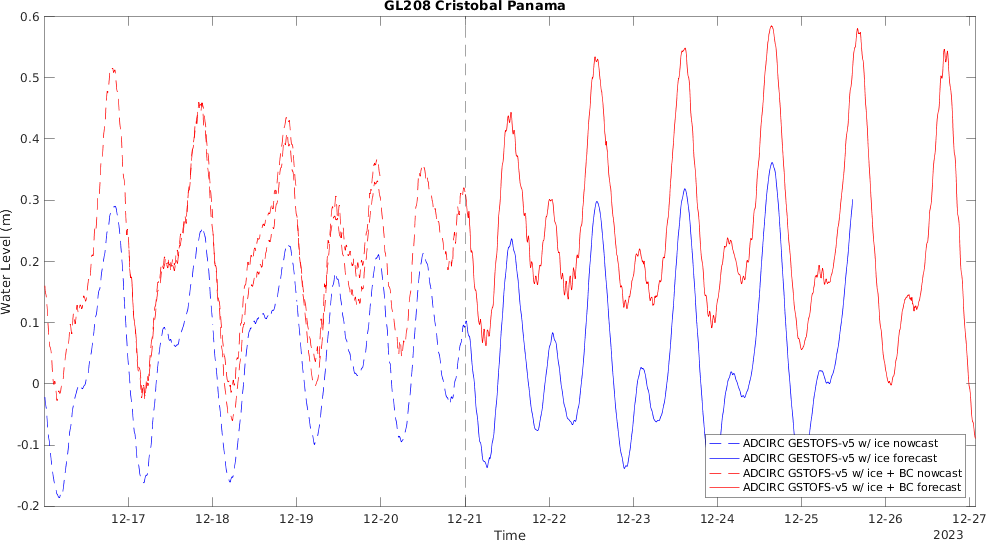 GL208 Cristobal Panama
0.6
0.5
0.4
0.3
0.2
0.1
0
-0.1
-0.2
Water Level (m)
ADCIRC GESTOFS-v5 w/ ice nowcast
ADCIRC GESTOFS-v5 w/ ice forecast
ADCIRC GSTOFS-v5 w/ ice + BC nowcast
ADCIRC GSTOFS-v5 w/ ice + BC forecast
12-17 12-18 12-19 12-20 12-21 12-22 12-23 12-24 12-25 12-26 12-27
Time
2023